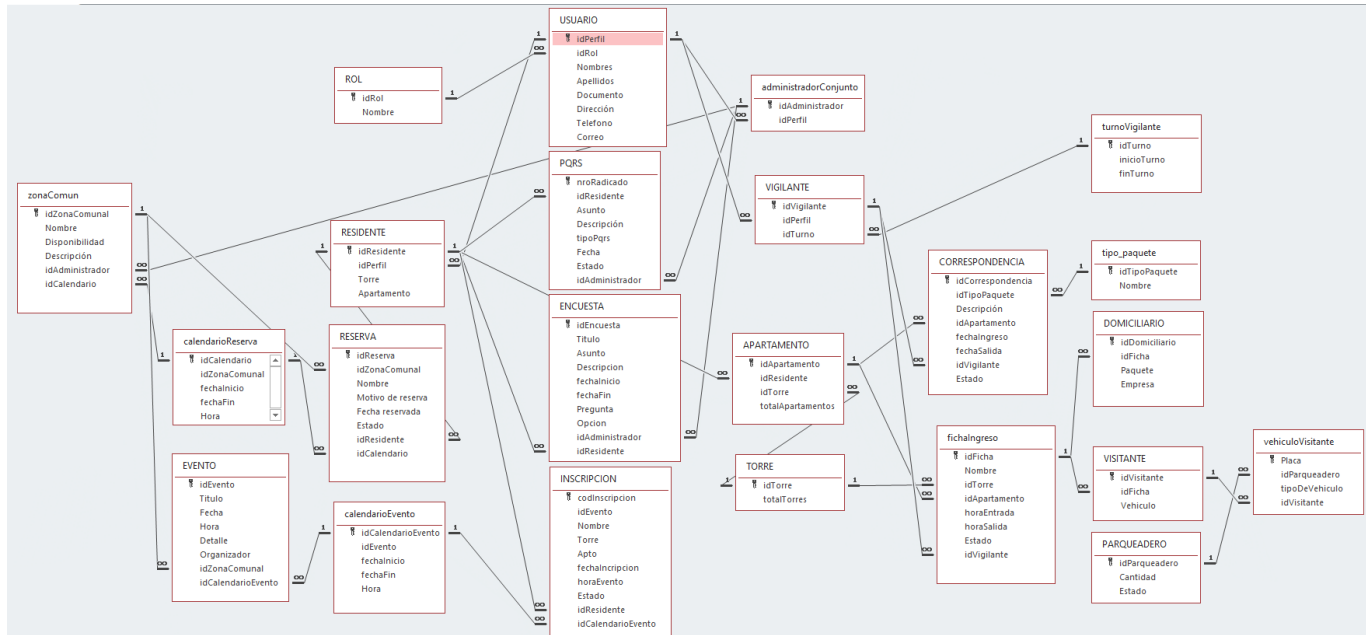 USUARIO
idPerfil
idRol
Nombres
Apellidos
Documento
Dirección
Telefono
Correo
ROL
idRol
Nombre
administradorConjunto
idAdministrador
idPerfil
turnoVigilante
idTurno
inicioTurno
finTurno
PQRS
nroRadicado
idResidente
Asunto
Descripción
tipoPqrs
Fecha
Estado
idAdministrador
VIGILANTE
idVigilante
idPerfil
idTurno
zonaComun
idZonaComunal
Nombre
Disponibilidad
Descripción
idAdministrador
idCalendario
RESIDENTE
idResidente
idPerfil
Torre
Apartamento
CORRESPONDENCIA
idCorrespondencia
idTipoPaquete
Descripción
idApartamento
fechaIngreso
fechaSalida
idVigilante
Estado
tipo_paquete
idTipoPaquete
Nombre
ENCUESTA
idEncuesta
Titulo
Asunto
Descripcion
fechaInicio
fechaFin
Pregunta
Opcion
idAdministrador
idResidente
DOMICILIARIO
idDomiciliario
idFicha
Paquete
Empresa
calendarioReserva
idCalendario
idZonaComunal
fechaInicio
fechaFin
Hora
RESERVA
idReserva
idZonaComunal
Nombre
Motivo de reserva
Fecha reservada
Estado
idResidente
idCalendario
APARTAMENTO
idApartamento
idResidente
idTorre
totalApartamentos
fichaIngreso
idFicha
Nombre
idTorre
idApartamento
horaEntrada
horaSalida
Estado
idVigilante
vehiculoVisitante
Placa
idParqueadero
tipoDeVehiculo
idVisitante
VISITANTE
idVisitante
idFicha
Vehiculo
EVENTO
idEvento
Titulo
Fecha
Hora
Detalle
Organizador
idZonaComunal
idCalendarioEvento
TORRE
idTorre
totalTorres
INSCRIPCION
codInscripcion
idEvento
Nombre
Torre
Apto
fechaIncripcion
horaEvento
Estado
idResidente
idCalendarioEvento
calendarioEvento
idCalendarioEvento
idEvento
fechaInicio
fechaFin
Hora
PARQUEADERO
idParqueadero
Cantidad
Estado